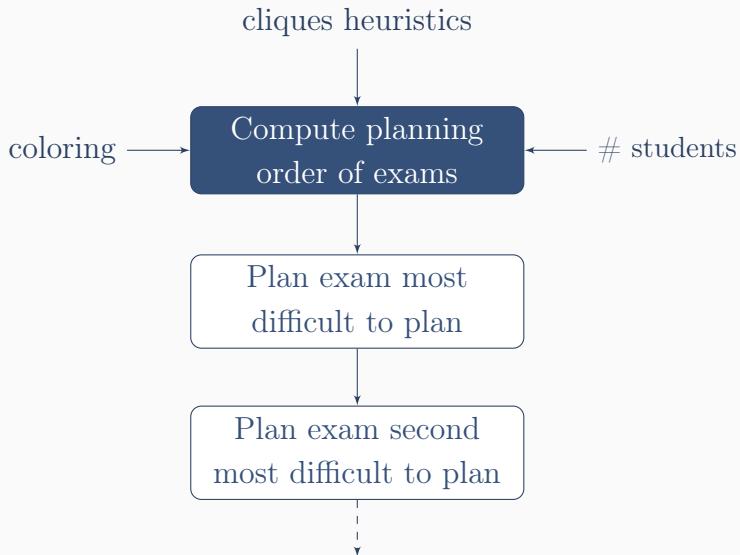 cliques heuristics
Compute planning
order of exams
coloring
# students
Plan exam most
difficult to plan
Plan exam second
most difficult to plan